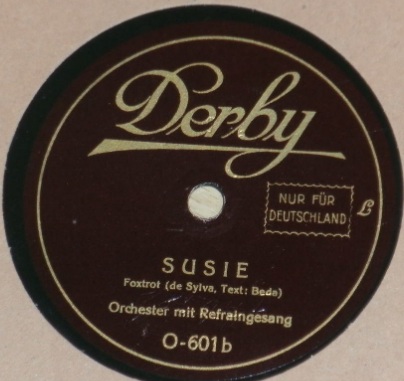 Derby
NUR FÜR
DEUTSCHLAND
L
SUSIE
Foxtrot (de Sylva, Text: Beda)
Orchester mit Refraingesang
O-601b